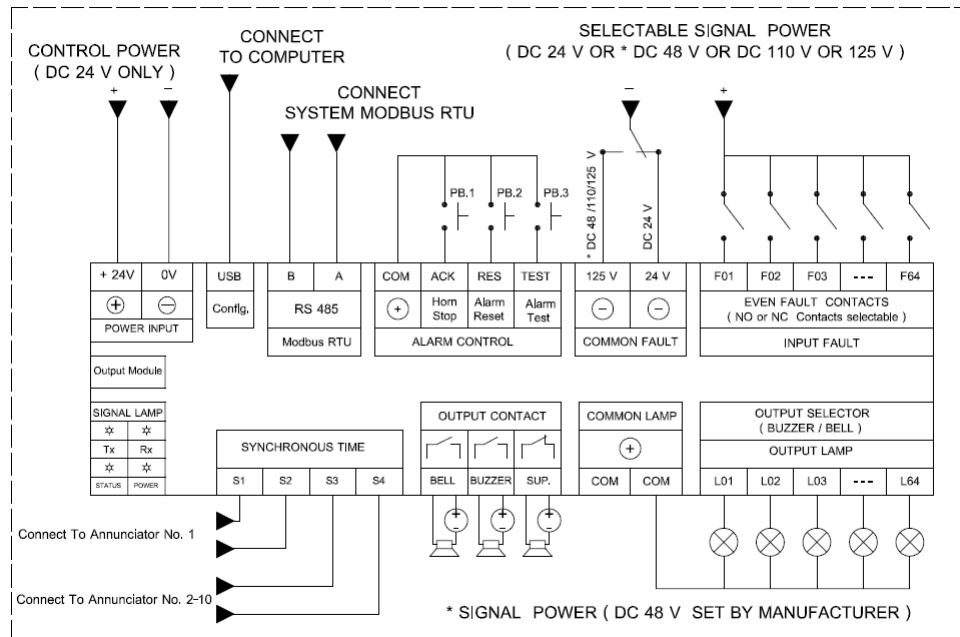 CONTROL POWER
( DC 24 V ONLY )
+ −
CONNECT
TO COMPUTER
CONNECT
SYSTEM MODBUS RTU
SELECTABLE SIGNAL POWER
( DC 24 V OR * DC 48 V OR DC 110 V OR 125 V )
− +
PB.1 PB.2 PB.3
* DC 48 /110/125 V
DC 24 V
+ 24V 0V USB B A COM ACK RES TEST 125 V 24 V F01 F02 F03 --- F64
+ −
POWER INPUT
Config.
RS 485
Modbus RTU
+
Horn
Stop
Alarm
Reset
Alarm
Test
ALARM CONTROL
− −
COMMON FAULT
EVEN FAULT CONTACTS
( NO or NC Contacts selectable )
INPUT FAULT
Output Module
SIGNAL LAMP
Tx Rx
STATUS POWER
SYNCHRONOUS TIME
S1 S2 S3 S4
OUTPUT CONTACT
BELL BUZZER SUP.
+ + +
− − −
COMMON LAMP
+
COM COM
OUTPUT SELECTOR
( BUZZER / BELL )
OUTPUT LAMP
L01 L02 L03 --- L64
Connect To Annunciator No. 1
Connect To Annunciator No. 2-10
* SIGNAL POWER ( DC 48 V SET BY MANUFACTURER )